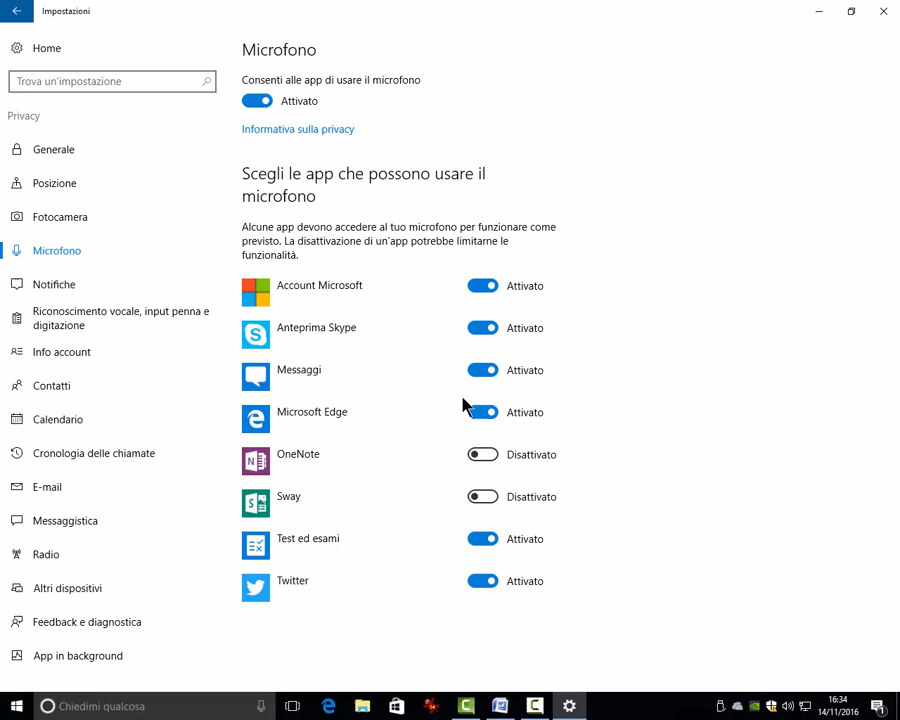 Impostazioni
Home
Trova un'impostazione
Privacy
Generale
Posizione
Fotocamera
Microfono
Notifiche
Riconoscimento vocale, input penna e
digitazione
Info account
Contatti
Calendario
Cronologia delle chiamate
E-mail
Messaggistica
Radio
Altri dispositivi
Feedback e diagnostica
App in background
Microfono
Consenti alle app di usare il microfono
Attivato
Informativa sulla privacy
Scegli le app che possono usare il
microfono
Alcune app devono accedere al tuo microfono per funzionare come
previsto. La disattivazione di un'app potrebbe limitarne le
funzionalità.
Account Microsoft Attivato
Anteprima Skype Attivato
Messaggi Attivato
Microsoft Edge Attivato
OneNote Disattivato
Sway Disattivato
Test ed esami Attivato
Twitter Attivato
Chiedimi qualcosa
16:34
14/11/2016